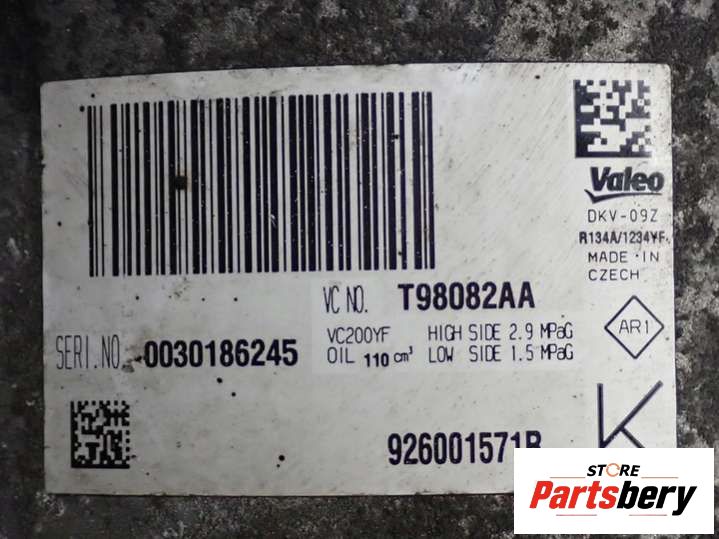 Valeo
DKV-09Z
R134A/1234YF
MADE IN
CZECH
VC NO. T98082AA
SERI.NO. 0030186245
VC200YF HIGH SIDE 2.9 MPaG
OIL 110 cm³ LOW SIDE 1.5 MPaG
AR1
926001571R
K
STORE
Partsbery